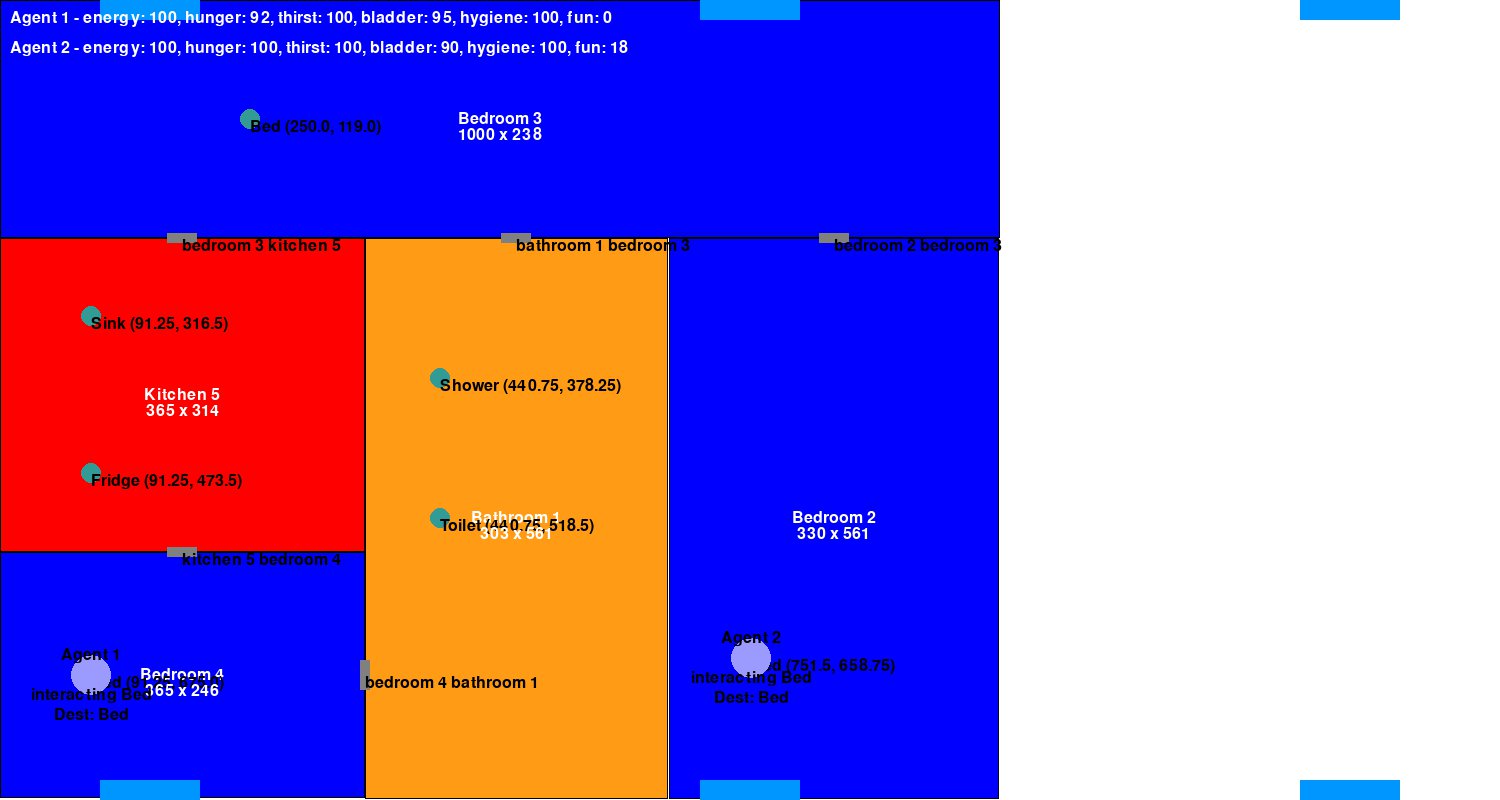 Agent 1 - energy: 100, hunger: 92, thirst: 100, bladder: 95, hygiene: 100, fun: 0
Agent 2 - energy: 100, hunger: 100, thirst: 100, bladder: 90, hygiene: 100, fun: 18
Bedroom 3
1000 x 238
Bed (250.0, 119.0)
bedroom 3 kitchen 5
bathroom 1 bedroom 3
bedroom 2 bedroom 3
Sink (91.25, 316.5)
Kitchen 5
365 x 314
Fridge (91.25, 473.5)
Shower (440.75, 378.25)
Bathroom 1
303 x 561
Toilet (440.75, 518.5)
Bedroom 2
330 x 561
kitchen 5 bedroom 4
Agent 1
Bedroom 4
365 x 246
interacting Bed
Dest: Bed
bedroom 4 bathroom 1
Agent 2
(751.5, 658.75)
interacting Bed
Dest: Bed